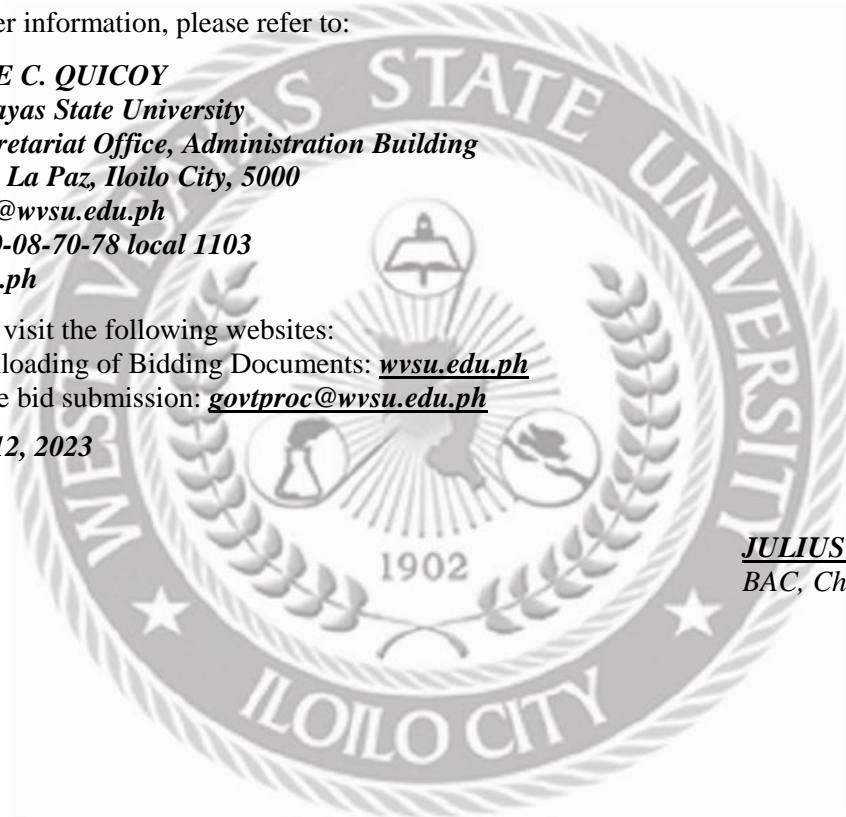 er information, please refer to:
E C. QUICOY
ayas State University
retariat Office, Administration Building
La Paz, Iloilo City, 5000
@wvsu.edu.ph
0-08-70-78 local 1103
.ph
visit the following websites:
loading of Bidding Documents: wvsu.edu.ph
e bid submission: govtproc@wvsu.edu.ph
12, 2023
JULIUS
BAC, Ch
WEST VISAYAS STATE UNIVERSITY
1902
ILOILO CITY